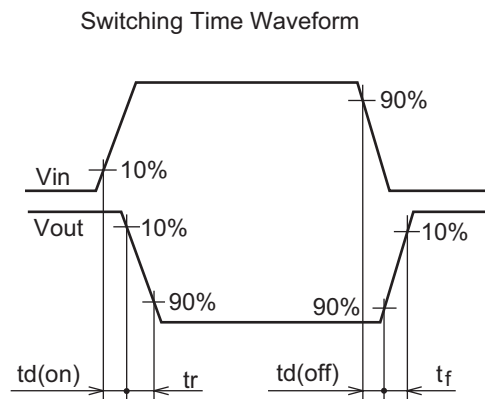 Switching Time Waveform
90%
10%
Vin
Vout
10%
10%
90%
90%
td(on)
tr
td(off)
tf